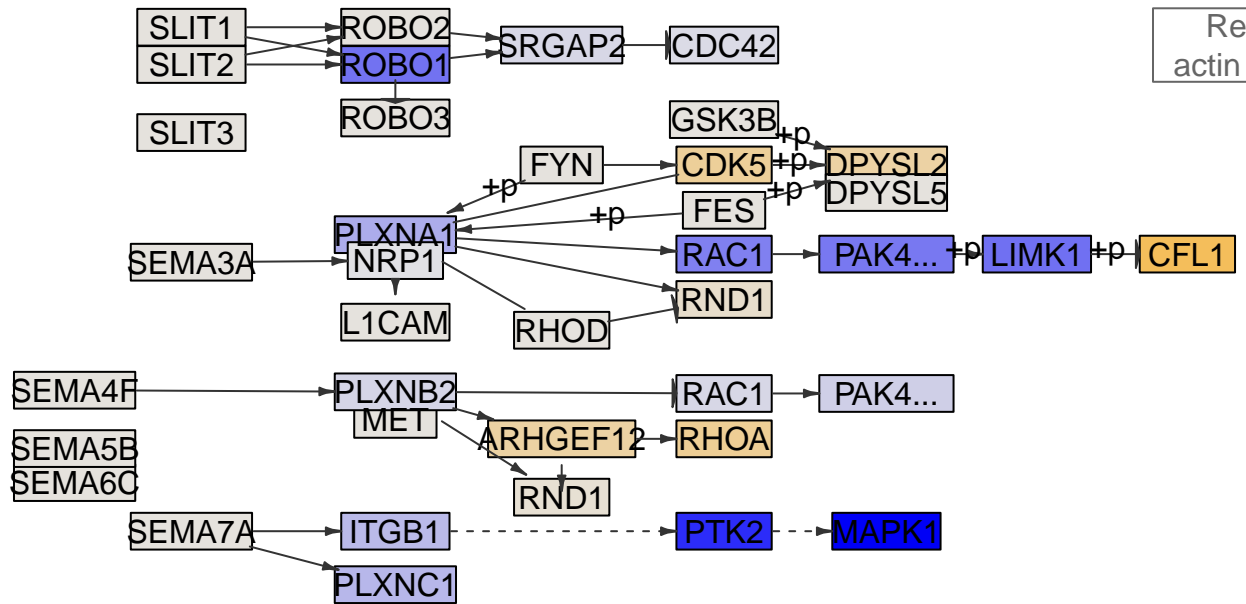 SLIT1
ROBO2
SRGAP2
CDC42
Re
actin
SLIT2
ROBO1
ROBO3
SLIT3
GSK3B
+p
FYN
CDK5
+p
DPYSL2
+p
FES
+p
DPYSL5
PLXNA1
+p
SEMA3A
NRP1
RAC1
PAK4...
+p
LIMK1
+p
CFL1
RND1
L1CAM
RHOD
SEMA4F
PLXNB2
RAC1
PAK4...
MET
ARHGEF12
RHOA
SEMA5B
SEMA6C
RND1
SEMA7A
ITGB1
PTK2
MAPK1
PLXNC1